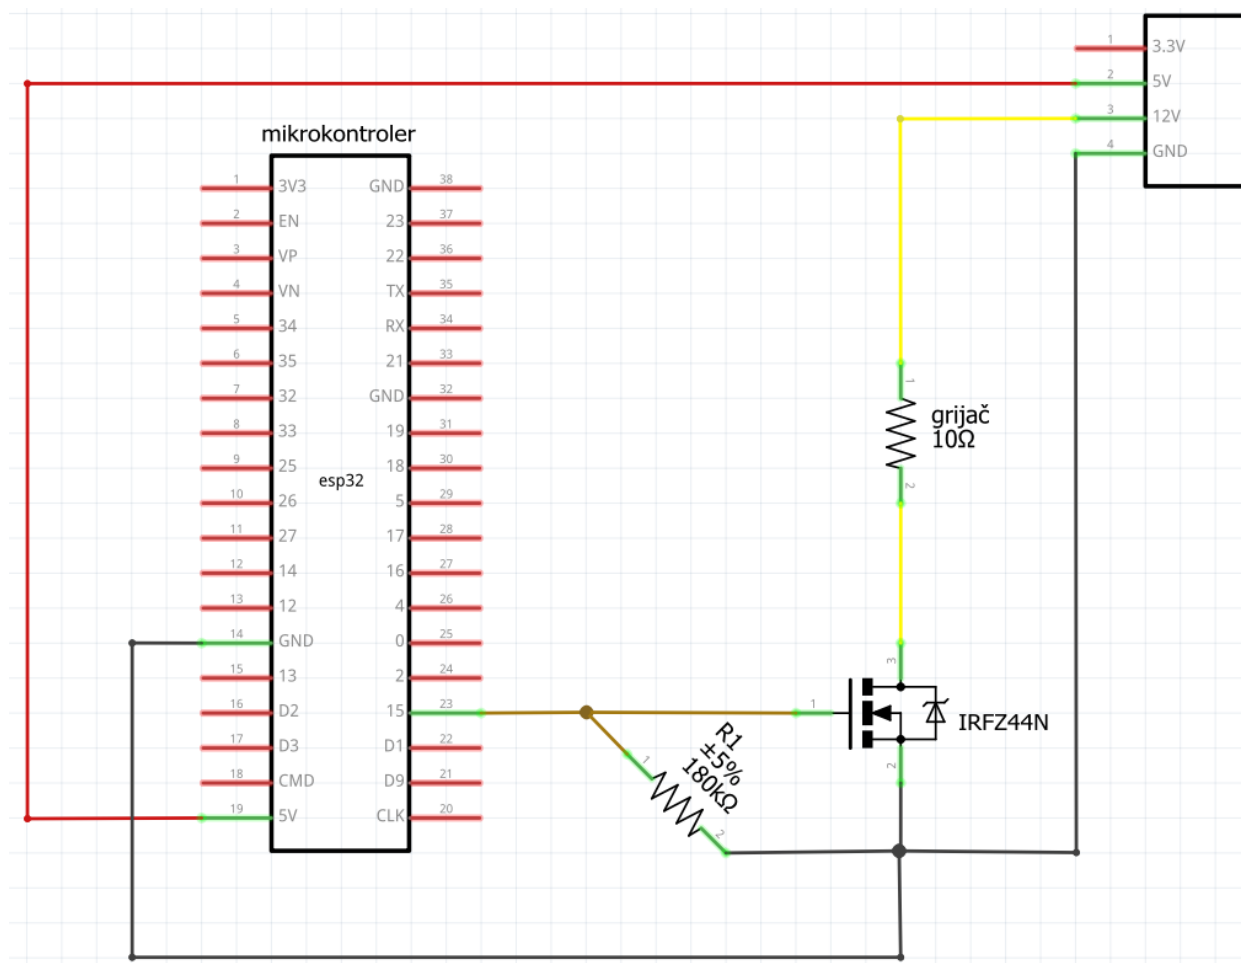 1 3.3V
2 5V
3 12V
4 GND
mikrokontroler
1 3V3 GND 38
2 EN 23 37
3 VP 22 36
4 VN TX 35
5 34 RX 34
6 35 21 33
7 32 GND 32
8 33 19 31
9 25 18 30
esp32
10 26 5 29
11 27 17 28
12 14 16 27
13 12 4 26
14 GND 0 25
15 13 2 24
16 D2 15 23
17 D3 D1 22
18 CMD D9 21
19 5V CLK 20
1
grijač
10Ω
2
3
1
IRFZ44N
2
R1
±5%
180kΩ
1
2